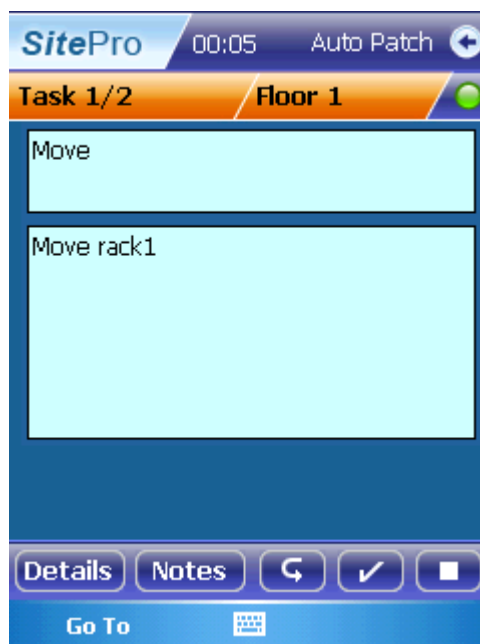 SitePro 00:05 Auto Patch
Task 1/2 Floor 1
Move
Move rack1
Details Notes
Go To